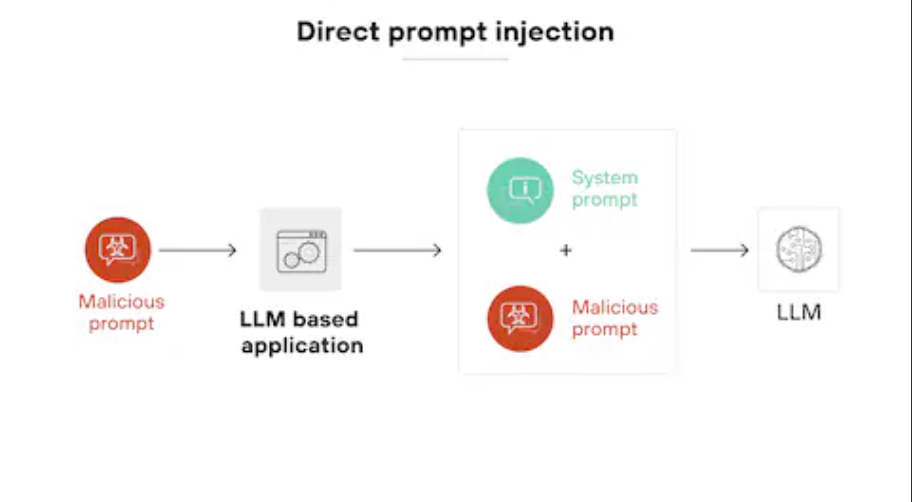 Direct prompt injection
Malicious
prompt
LLM based
application
System
prompt
+
Malicious
prompt
LLM